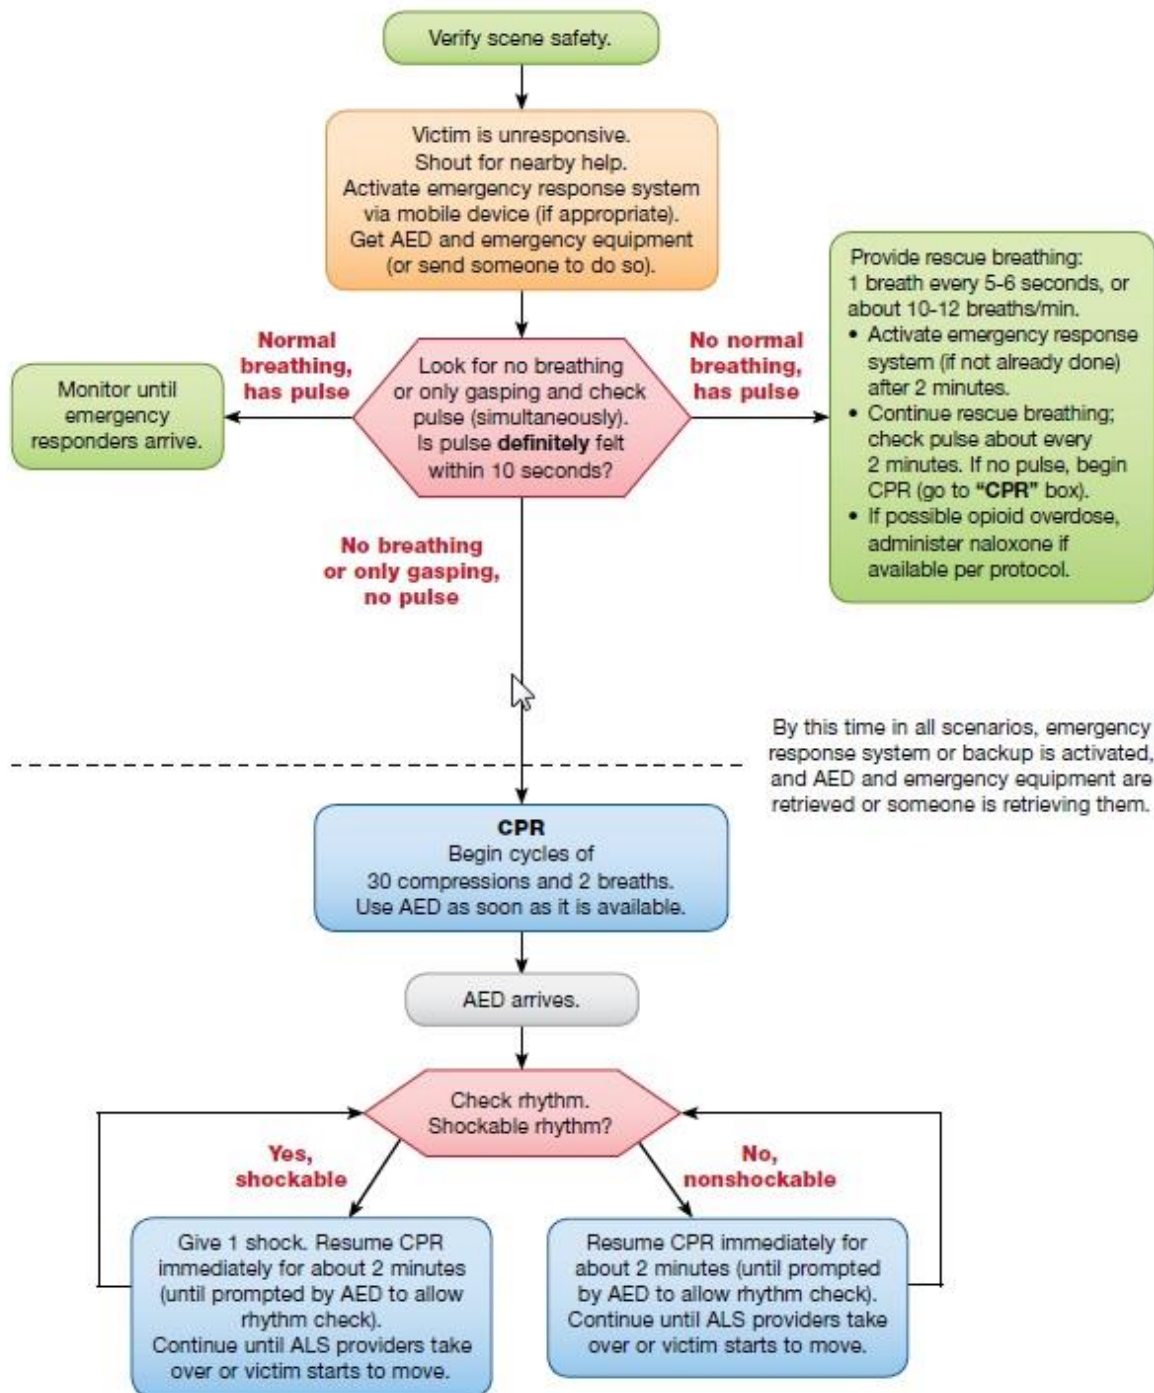 Verify scene safety.
Victim is unresponsive.
Shout for nearby help.
Activate emergency response system
via mobile device (if appropriate).
Get AED and emergency equipment
(or send someone to do so).
Normal
breathing,
has pulse
Look for no breathing
or only gasping and check
pulse (simultaneously).
Is pulse definitely felt
within 10 seconds?
No normal
breathing,
has pulse
Monitor until
emergency
responders arrive.
Provide rescue breathing:
1 breath every 5-6 seconds, or
about 10-12 breaths/min.
• Activate emergency response
system (if not already done)
after 2 minutes.
• Continue rescue breathing;
check pulse about every
2 minutes. If no pulse, begin
CPR (go to “CPR” box).
• If possible opioid overdose,
administer naloxone if
available per protocol.
No breathing
or only gasping,
no pulse
By this time in all scenarios, emergency
response system or backup is activated,
and AED and emergency equipment are
retrieved or someone is retrieving them.
CPR
Begin cycles of
30 compressions and 2 breaths.
Use AED as soon as it is available.
AED arrives.
Check rhythm.
Shockable rhythm?
Yes,
shockable
No,
nonshockable
Give 1 shock. Resume CPR
immediately for about 2 minutes
(until prompted by AED to allow
rhythm check).
Continue until ALS providers take
over or victim starts to move.
Resume CPR immediately for
about 2 minutes (until prompted
by AED to allow rhythm check).
Continue until ALS providers take
over or victim starts to move.